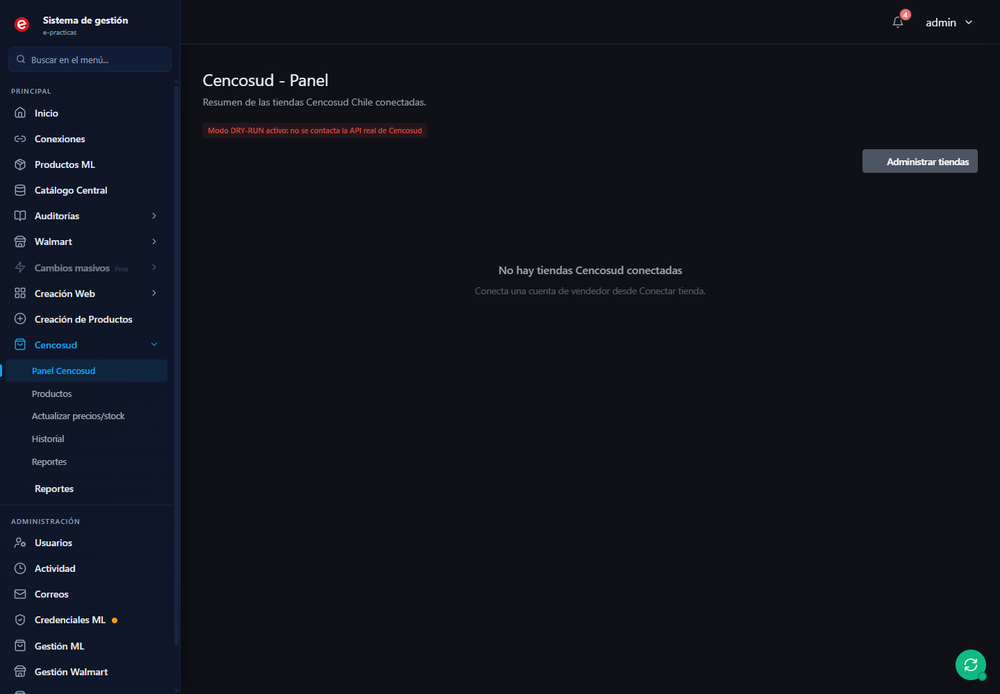 Sistema de gestión
e-practicas
Buscar en el menú...
PRINCIPAL
Inicio
Conexiones
Productos ML
Catálogo Central
Auditorías
Walmart
Cambios masivos Prox
Creación Web
Creación de Productos
Cencosud
Panel Cencosud
Productos
Actualizar precios/stock
Historial
Reportes
Reportes
ADMINISTRACIÓN
Usuarios
Actividad
Correos
Credenciales ML
Gestión ML
Gestión Walmart
4
admin
Cencosud - Panel
Resumen de las tiendas Cencosud Chile conectadas.
Modo DRY-RUN activo: no se contacta la API real de Cencosud
Administrar tiendas
No hay tiendas Cencosud conectadas
Conecta una cuenta de vendedor desde Conectar tienda.